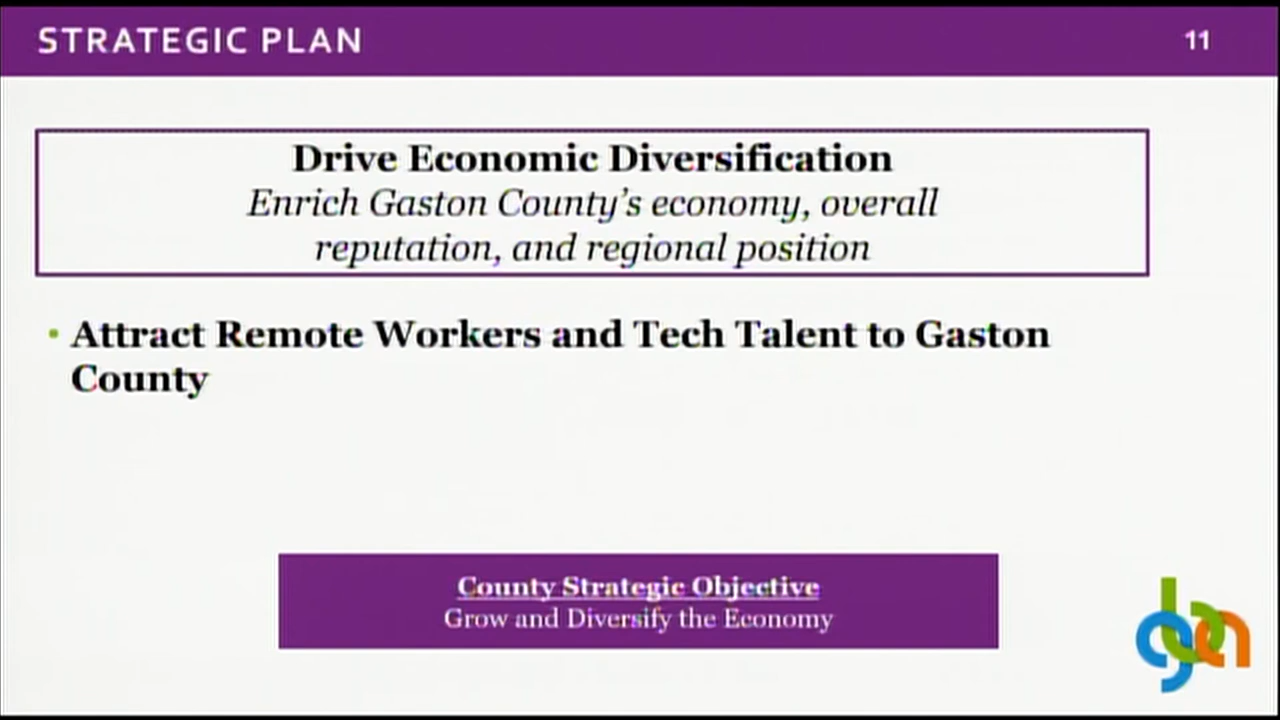 STRATEGIC PLAN
11
Drive Economic Diversification
Enrich Gaston County's economy, overall
reputation, and regional position
• Attract Remote Workers and Tech Talent to Gaston
County
County Strategic Objective
Grow and Diversify the Economy